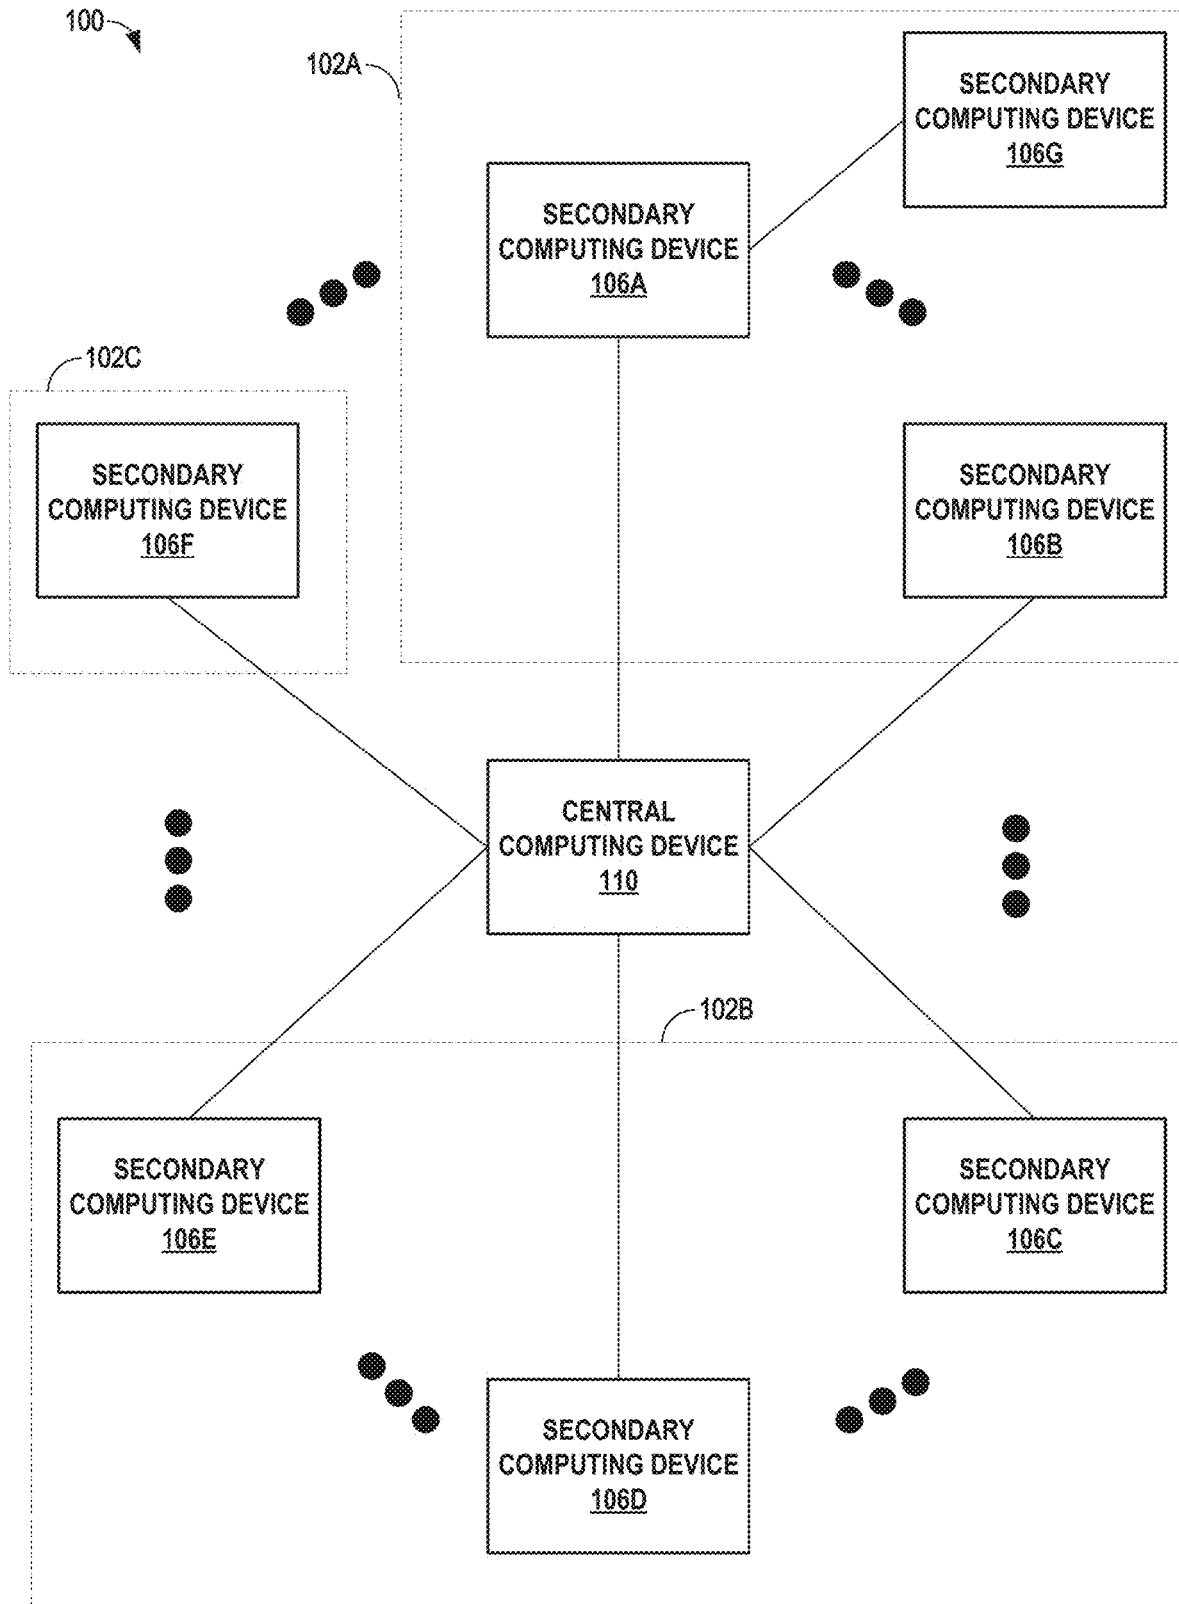 100
102A
SECONDARY
COMPUTING DEVICE
106G
SECONDARY
COMPUTING DEVICE
106A
102C
SECONDARY
COMPUTING DEVICE
106F
SECONDARY
COMPUTING DEVICE
106B
CENTRAL
COMPUTING DEVICE
110
102B
SECONDARY
COMPUTING DEVICE
106E
SECONDARY
COMPUTING DEVICE
106C
SECONDARY
COMPUTING DEVICE
106D